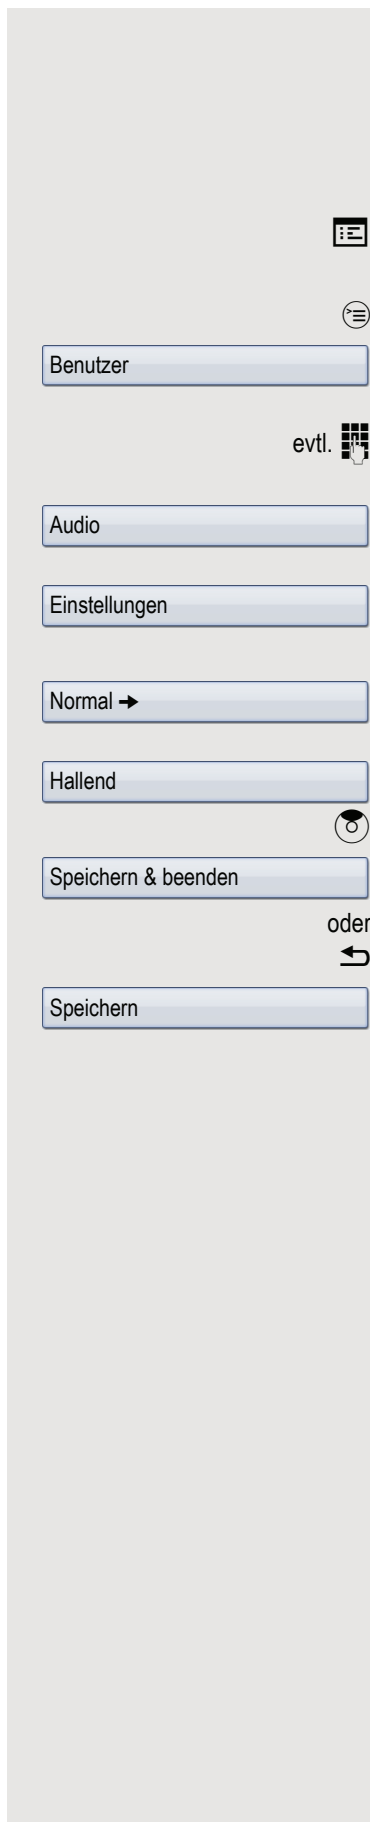 Benutzer
evtl.
Audio
Einstellungen
Normal →
Hallend
Speichern & beenden
oder
Speichern